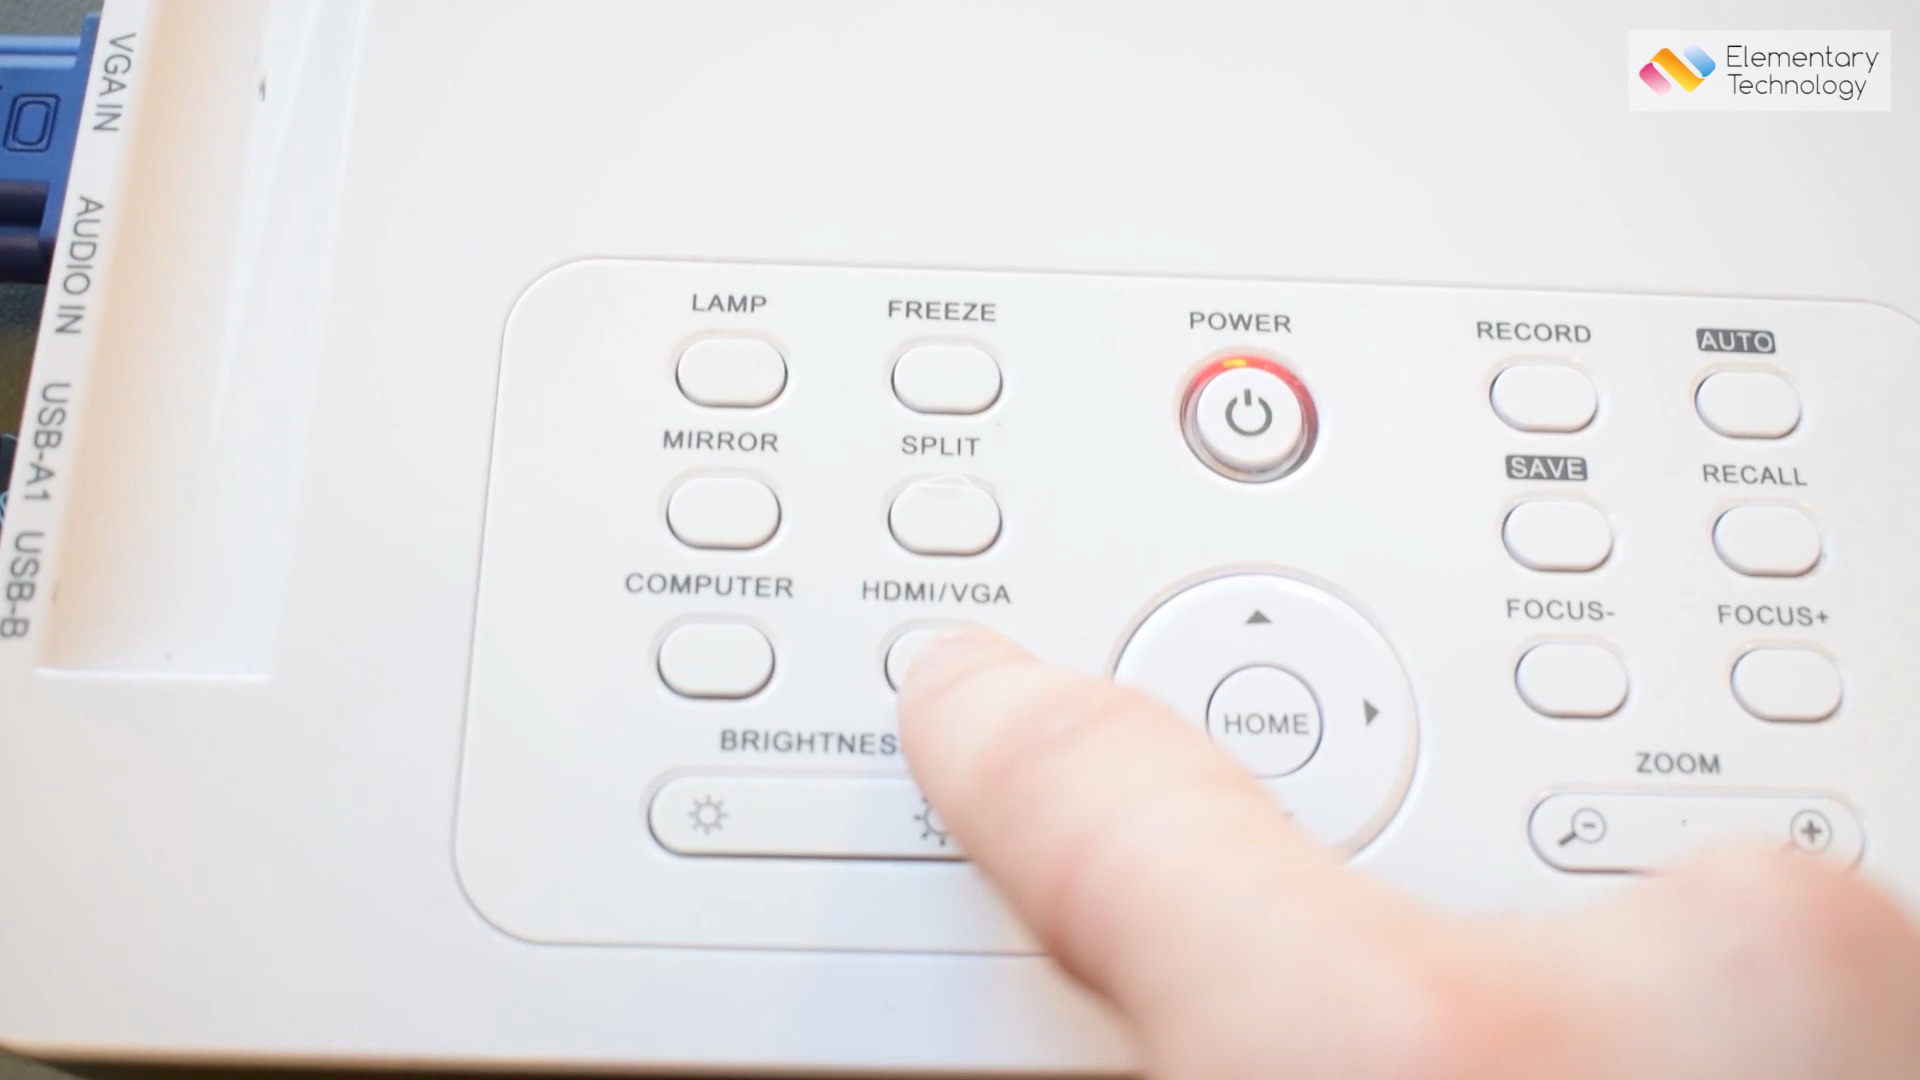 VGA IN
AUDIO IN
USB-A1
USB-B
Elementary
Technology
LAMP
FREEZE
POWER
RECORD
AUTO
MIRROR
SPLIT
SAVE
RECALL
COMPUTER
HDMI/VGA
FOCUS-
FOCUS+
HOME
BRIGHTNES
ZOOM